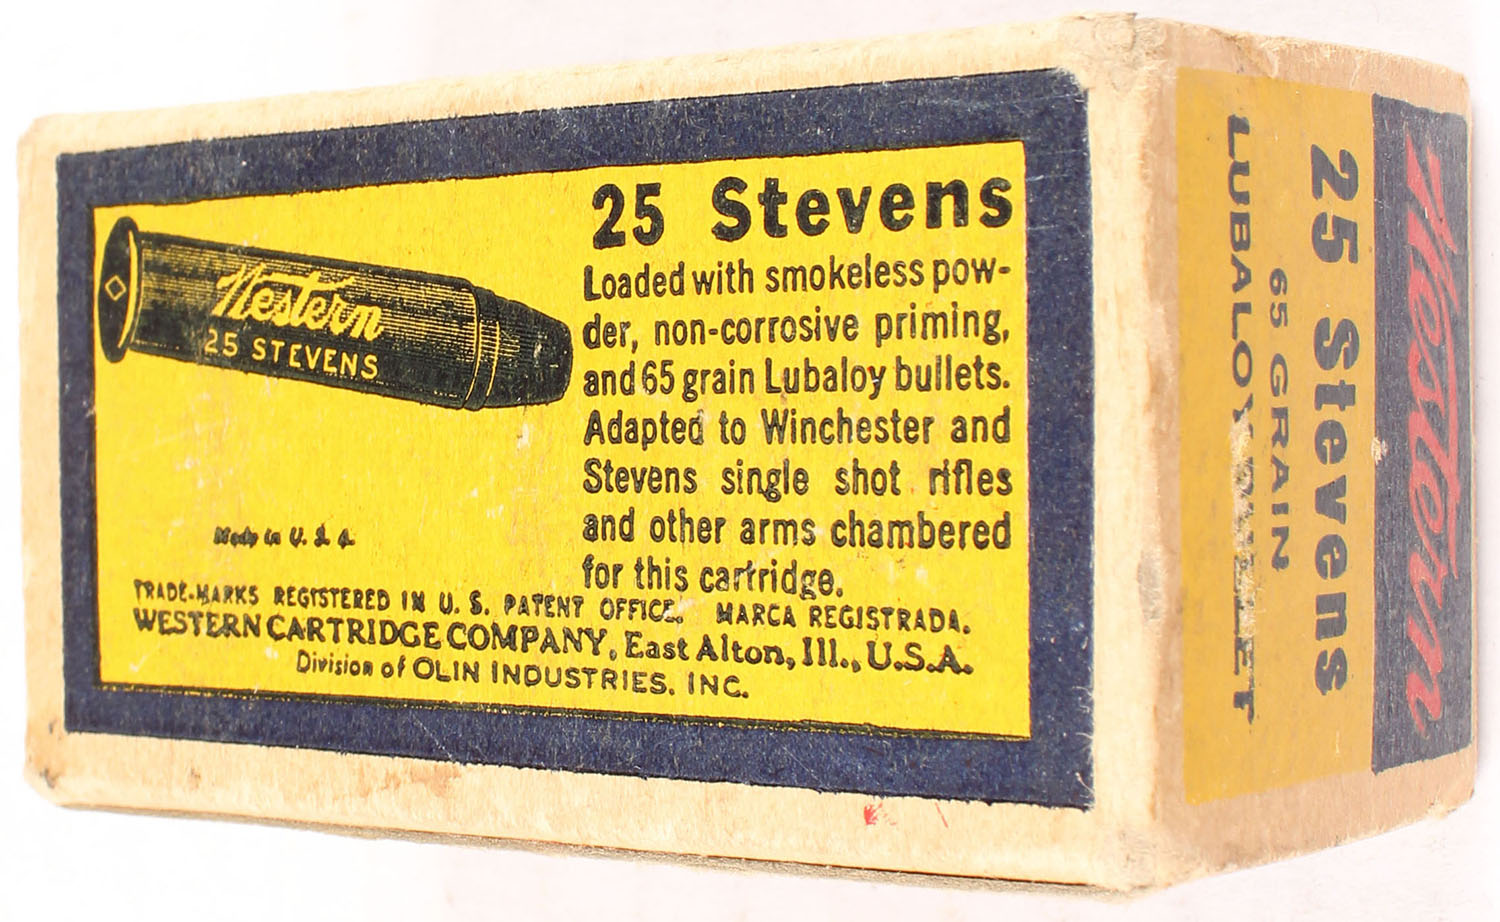 25 Stevens
Loaded with smokeless pow-
der, non-corrosive priming,
and 65 grain Lubaloy bullets.
Adapted to Winchester and
Stevens single shot rifles
and other arms chambered
for this cartridge.
Western
25 STEVENS
Made in U. S. A.
TRADE-MARKS REGISTERED IN U. S. PATENT OFFICE. MARCA REGISTRADA.
WESTERN CARTRIDGE COMPANY, East Alton, Ill., U.S.A.
Division of OLIN INDUSTRIES, INC.
Western
25 Stevens
65 GRAIN
LUBALOY BULLET